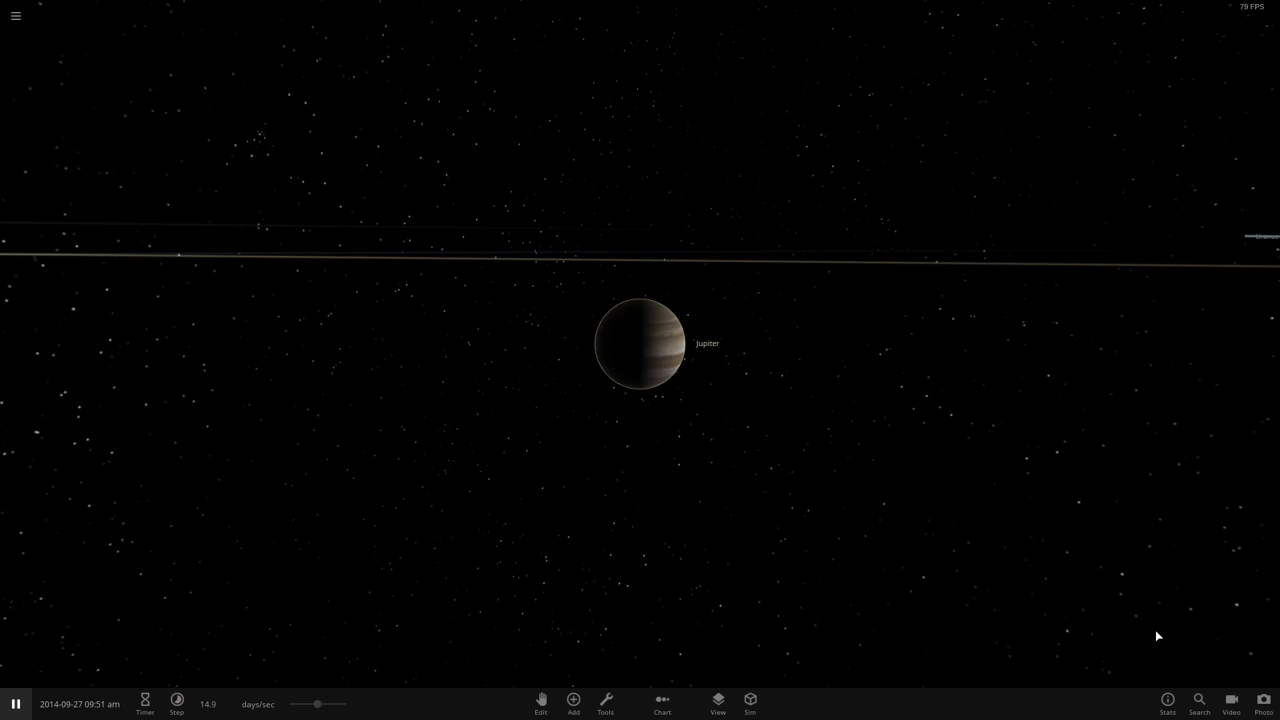 79 FPS
Uranus
Jupiter
2014-09-27 09:51 am
Timer
Step
14.9
days/sec
Edit
Add
Tools
Chart
View
Sim
Stats
Search
Video
Photo